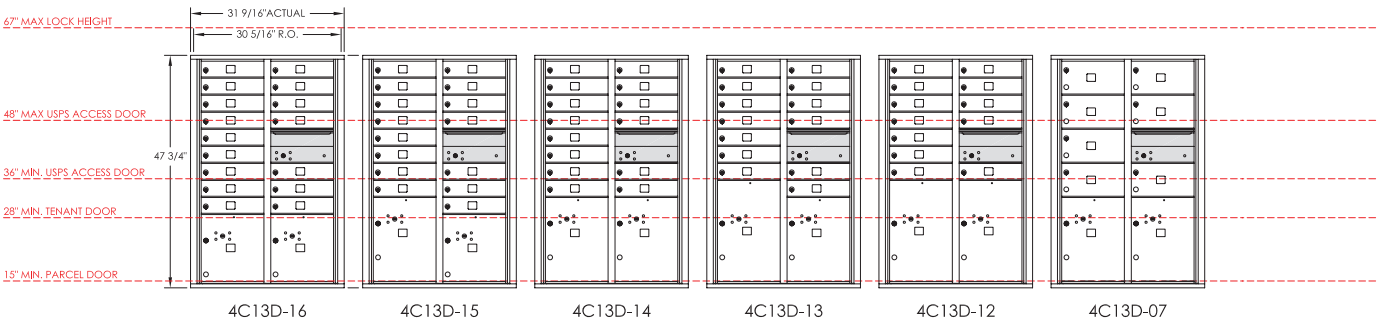 31 9/16"ACTUAL
67" MAX LOCK HEIGHT
30 5/16" R.O.
48" MAX USPS ACCESS DOOR
47 3/4"
36" MIN. USPS ACCESS DOOR
28" MIN. TENANT DOOR
15" MIN. PARCEL DOOR
4C13D-16 4C13D-15 4C13D-14 4C13D-13 4C13D-12 4C13D-07